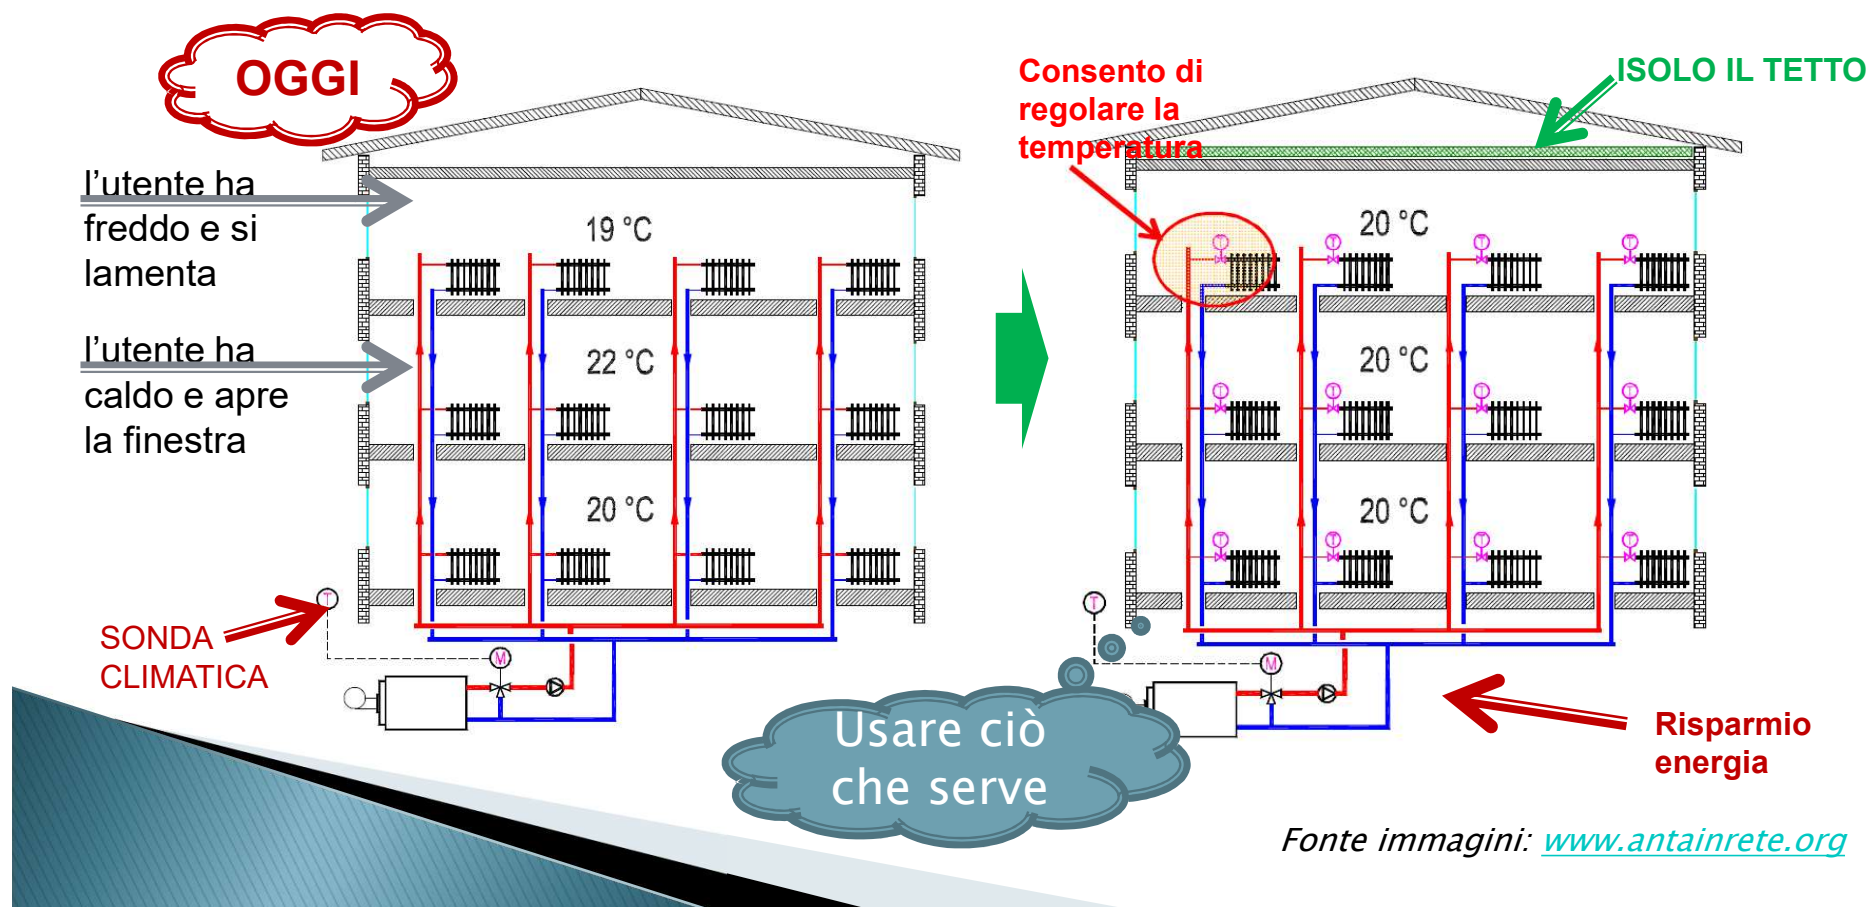 OGGI
l'utente ha
freddo e si
lamenta
l'utente ha
caldo e apre
la finestra
19 °C
22 °C
20 °C
T
SONDA
CLIMATICA
M
Consento di
regolare la
temperatura
ISOLO IL TETTO
20 °C
T
T
T
T
20 °C
T
T
T
T
20 °C
T
T
T
T
T
M
Usare ciò
che serve
Risparmio
energia
Fonte immagini: www.antainrete.org